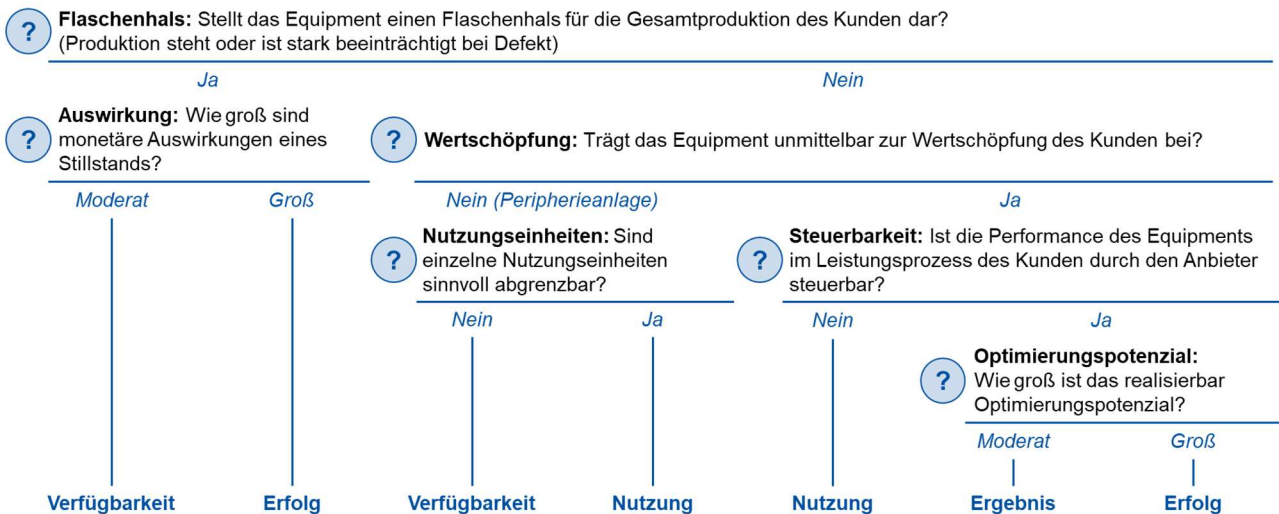 ? Flaschenhals: Stellt das Equipment einen Flaschenhals für die Gesamtproduktion des Kunden dar?
(Produktion steht oder ist stark beeinträchtigt bei Defekt)
Ja Nein
? Auswirkung: Wie groß sind
monetäre Auswirkungen eines
Stillstands?
? Wertschöpfung: Trägt das Equipment unmittelbar zur Wertschöpfung des Kunden bei?
Moderat Groß Nein (Peripherieanlage) Ja
? Nutzungseinheiten: Sind
einzelne Nutzungseinheiten
sinnvoll abgrenzbar?
? Steuerbarkeit: Ist die Performance des Equipments
im Leistungsprozess des Kunden durch den Anbieter
steuerbar?
Nein Ja Nein Ja
? Optimierungspotenzial:
Wie groß ist das realisierbar
Optimierungspotenzial?
Moderat Groß
Verfügbarkeit Erfolg Verfügbarkeit Nutzung Nutzung Ergebnis Erfolg